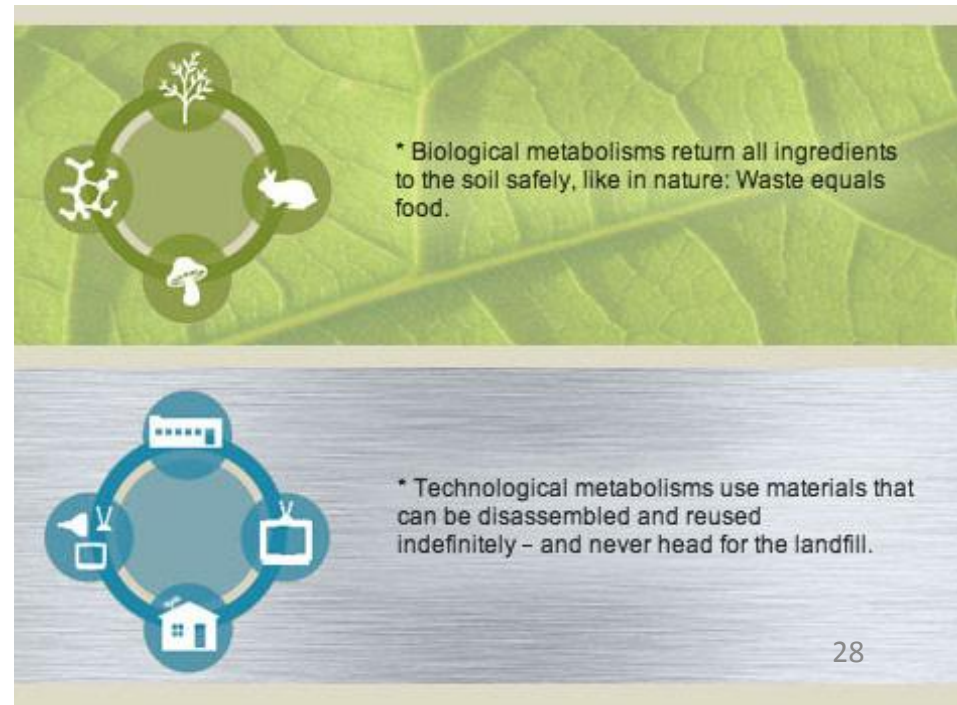 * Biological metabolisms return all ingredients
to the soil safely, like in nature: Waste equals
food.
* Technological metabolisms use materials that
can be disassembled and reused
indefinitely – and never head for the landfill.
28